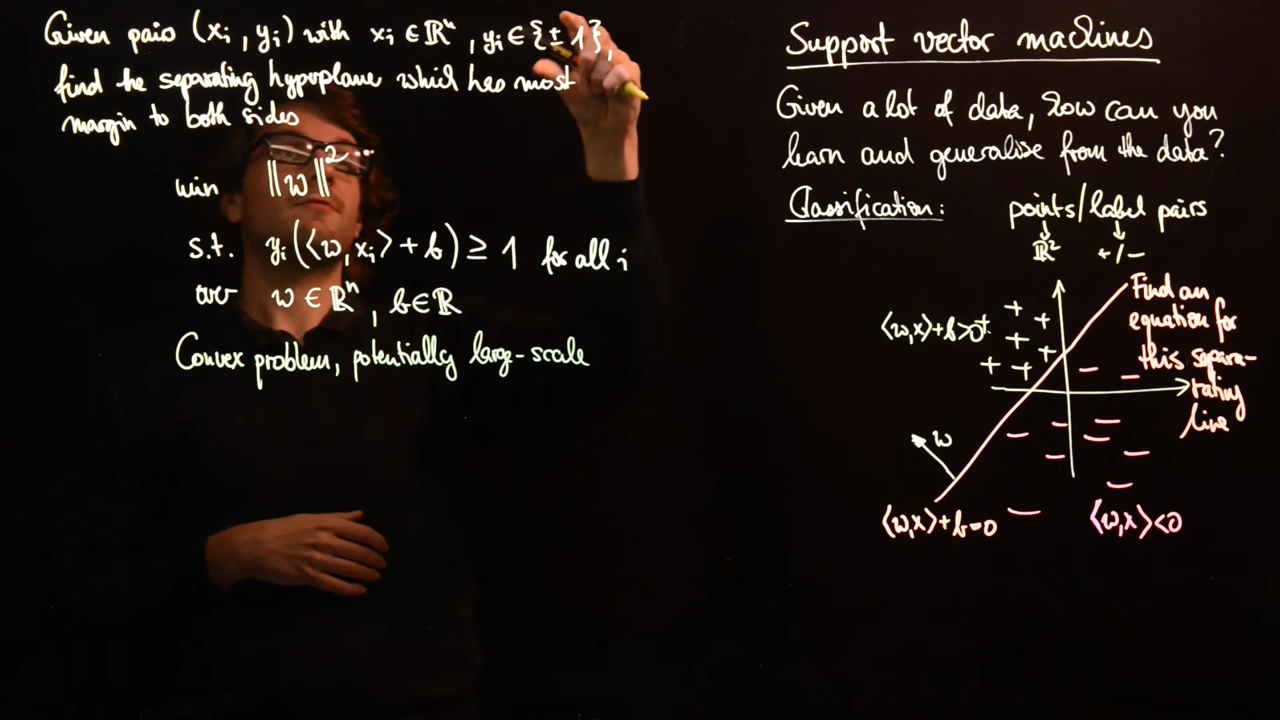 Given pairs (xᵢ, yᵢ) with xᵢ ∈ ℝⁿ, yᵢ ∈ {±1},
find the separating hyperplane which has most
margin to both sides
min ‖w‖²
s.t. yᵢ(⟨w, xᵢ⟩ + b) ≥ 1 for all i
over w ∈ ℝⁿ, b ∈ ℝ
Convex problem, potentially large-scale
Support vector machines
Given a lot of data, how can you
learn and generalise from the data?
Classification: points/label pairs
ℝ² +/−
⟨w,x⟩+b>0
Find an
equation for
this sepa-
rating
line
w
⟨w,x⟩+b=0
⟨w,x⟩<0